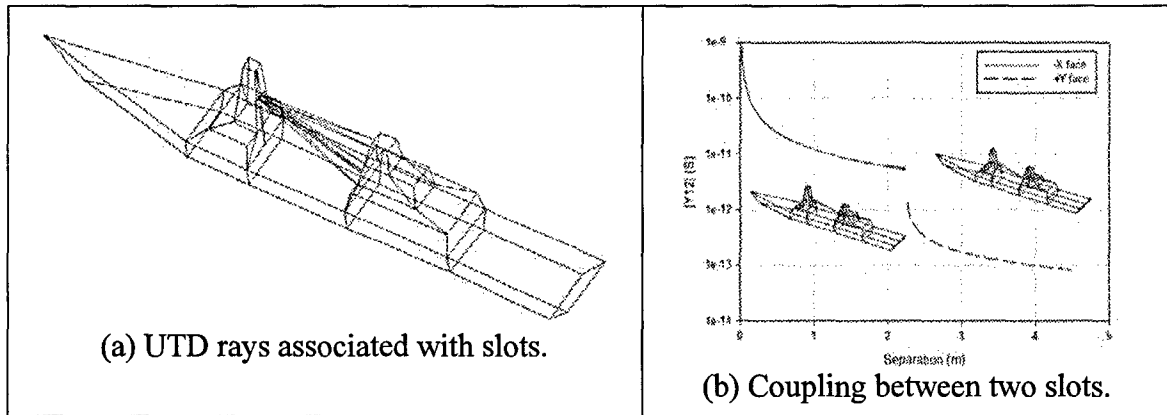 (a) UTD rays associated with slots.
|Y12| (S)
1e-9
1e-10
1e-11
1e-12
1e-13
1e-14
0
1
2
3
4
5
Separation (m)
-X face
+Y face
(b) Coupling between two slots.